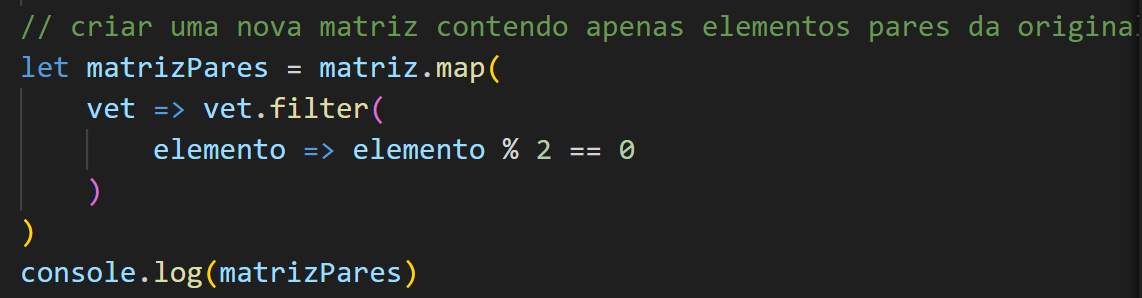 // criar uma nova matriz contendo apenas elementos pares da origina
let matrizPares = matriz.map(
    vet => vet.filter(
        elemento => elemento % 2 == 0
    )
)
console.log(matrizPares)